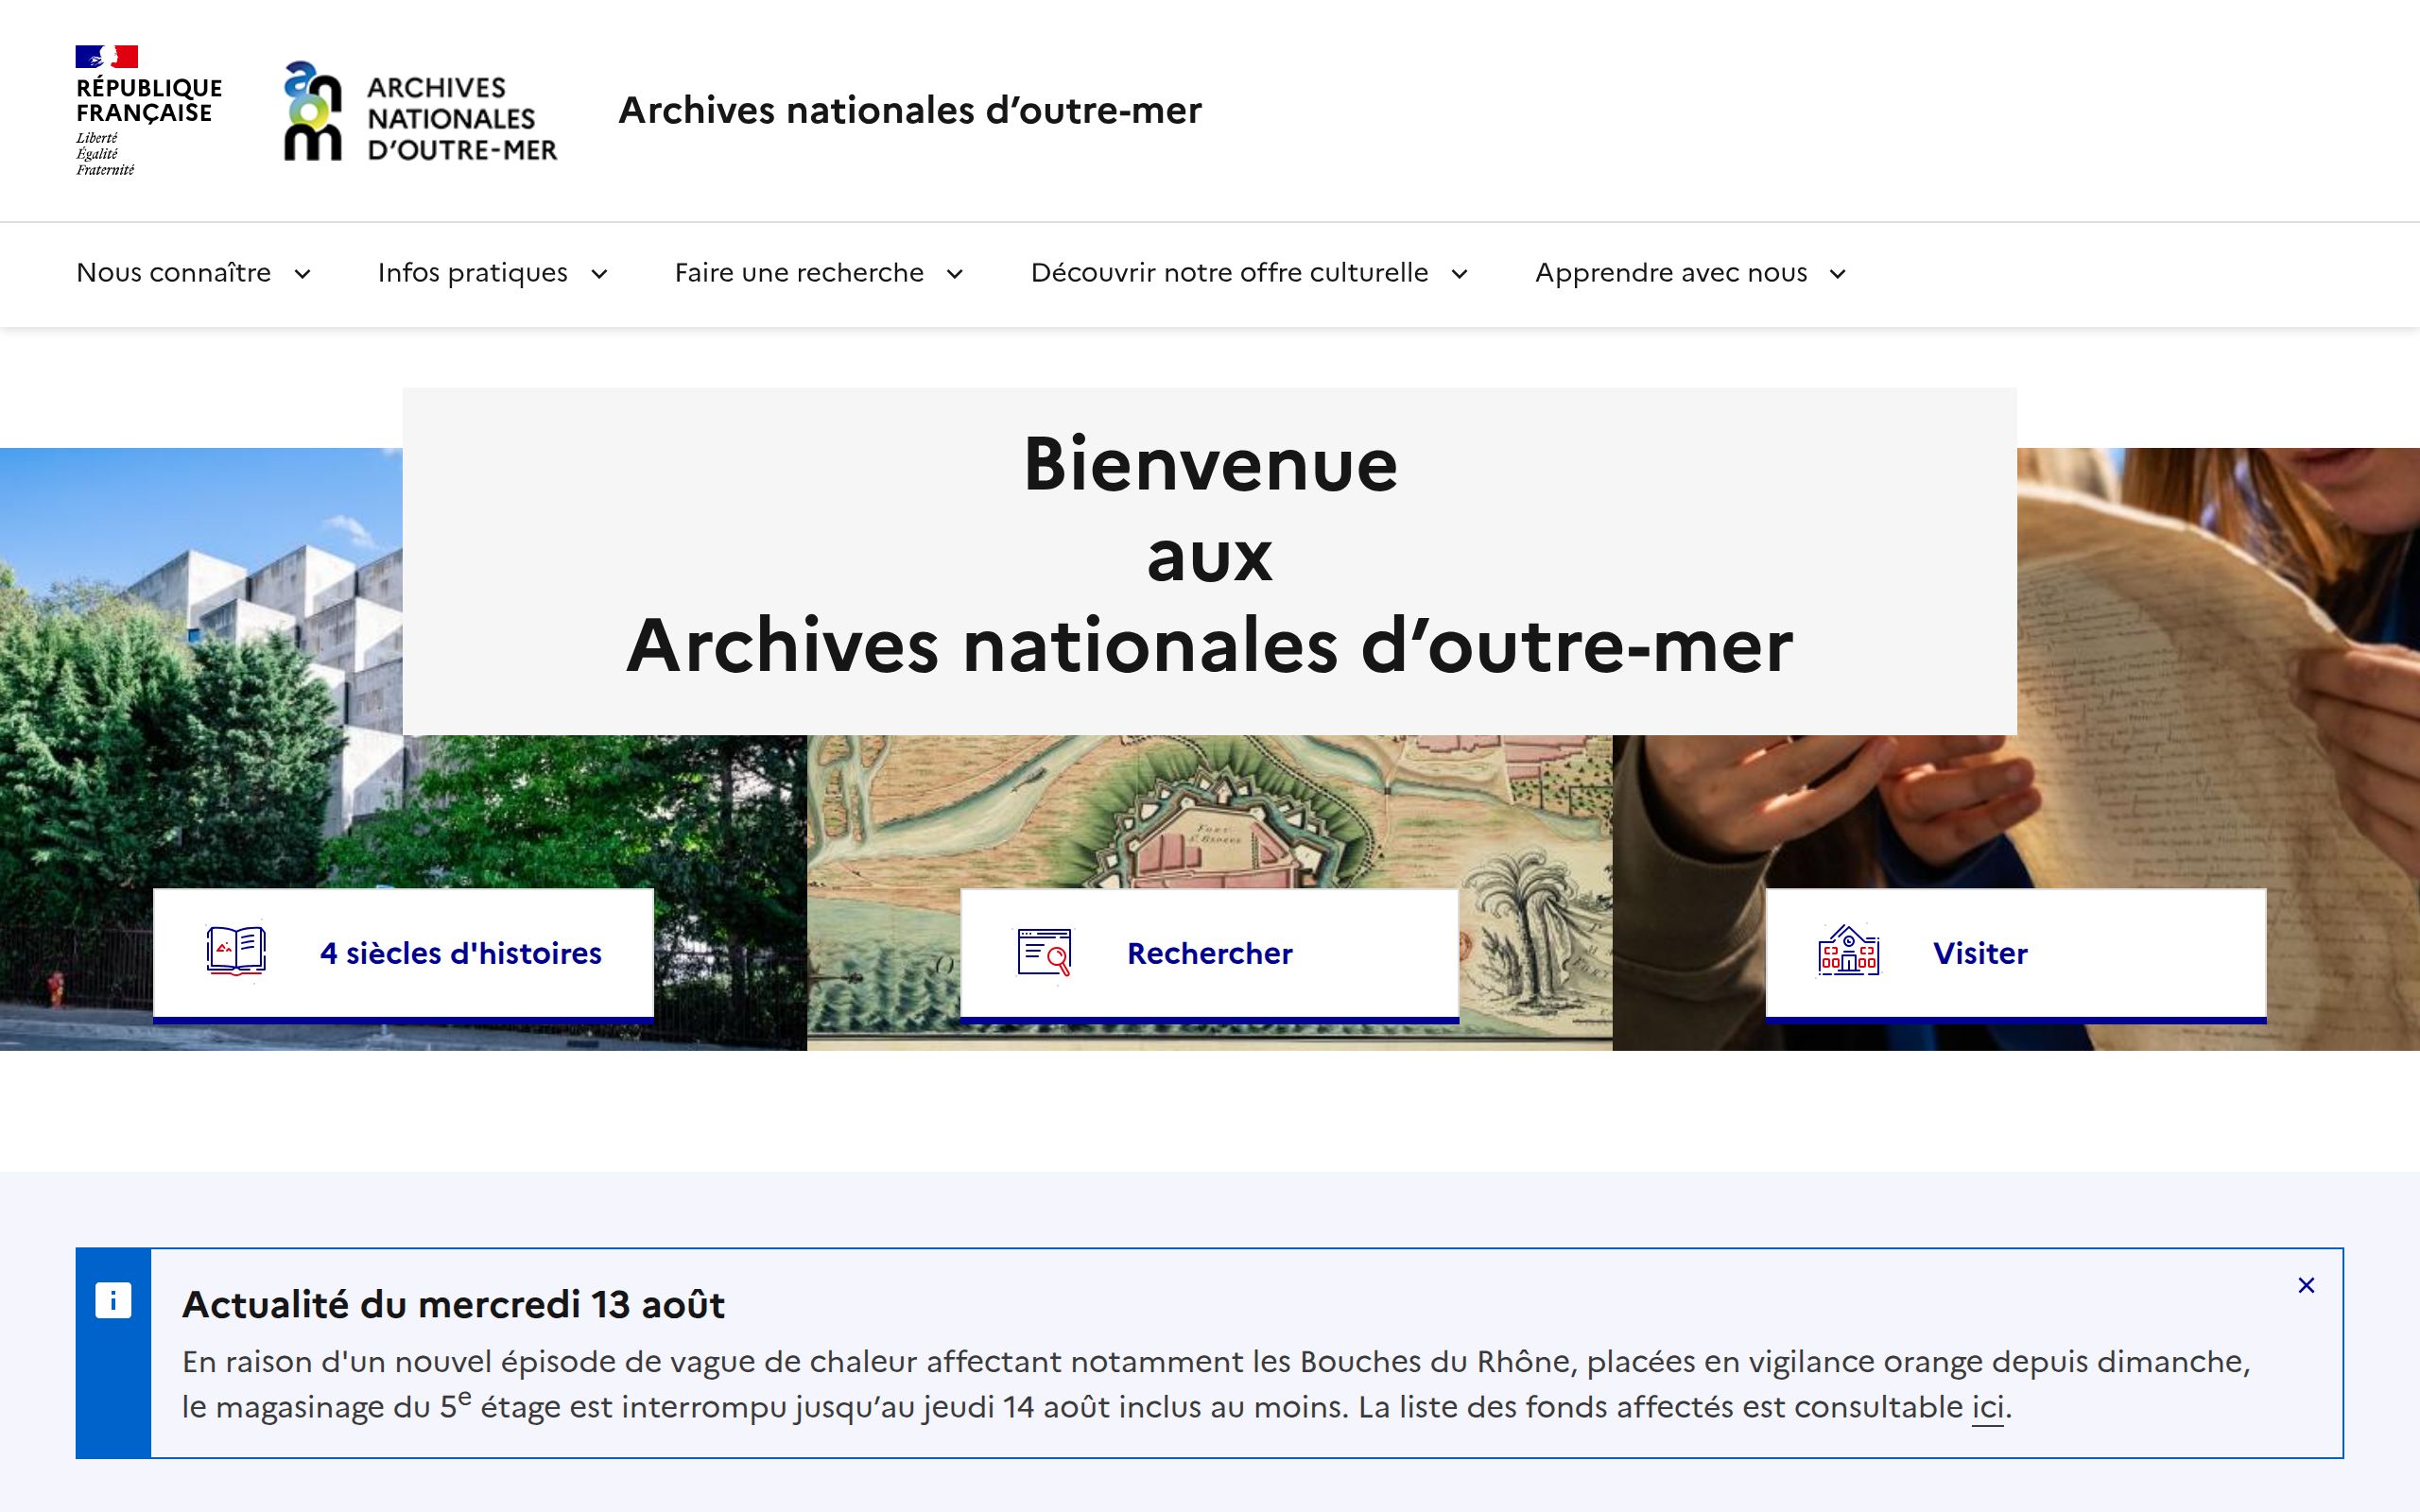 RÉPUBLIQUE
FRANÇAISE
Liberté
Égalité
Fraternité
ARCHIVES
NATIONALES
D'OUTRE-MER
Archives nationales d’outre-mer
Nous connaître
Infos pratiques
Faire une recherche
Découvrir notre offre culturelle
Apprendre avec nous
Bienvenue
aux
Archives nationales d’outre-mer
4 siècles d'histoires
Rechercher
Visiter
Actualité du mercredi 13 août
En raison d'un nouvel épisode de vague de chaleur affectant notamment les Bouches du Rhône, placées en vigilance orange depuis dimanche,
le magasinage du 5e étage est interrompu jusqu’au jeudi 14 août inclus au moins. La liste des fonds affectés est consultable ici.